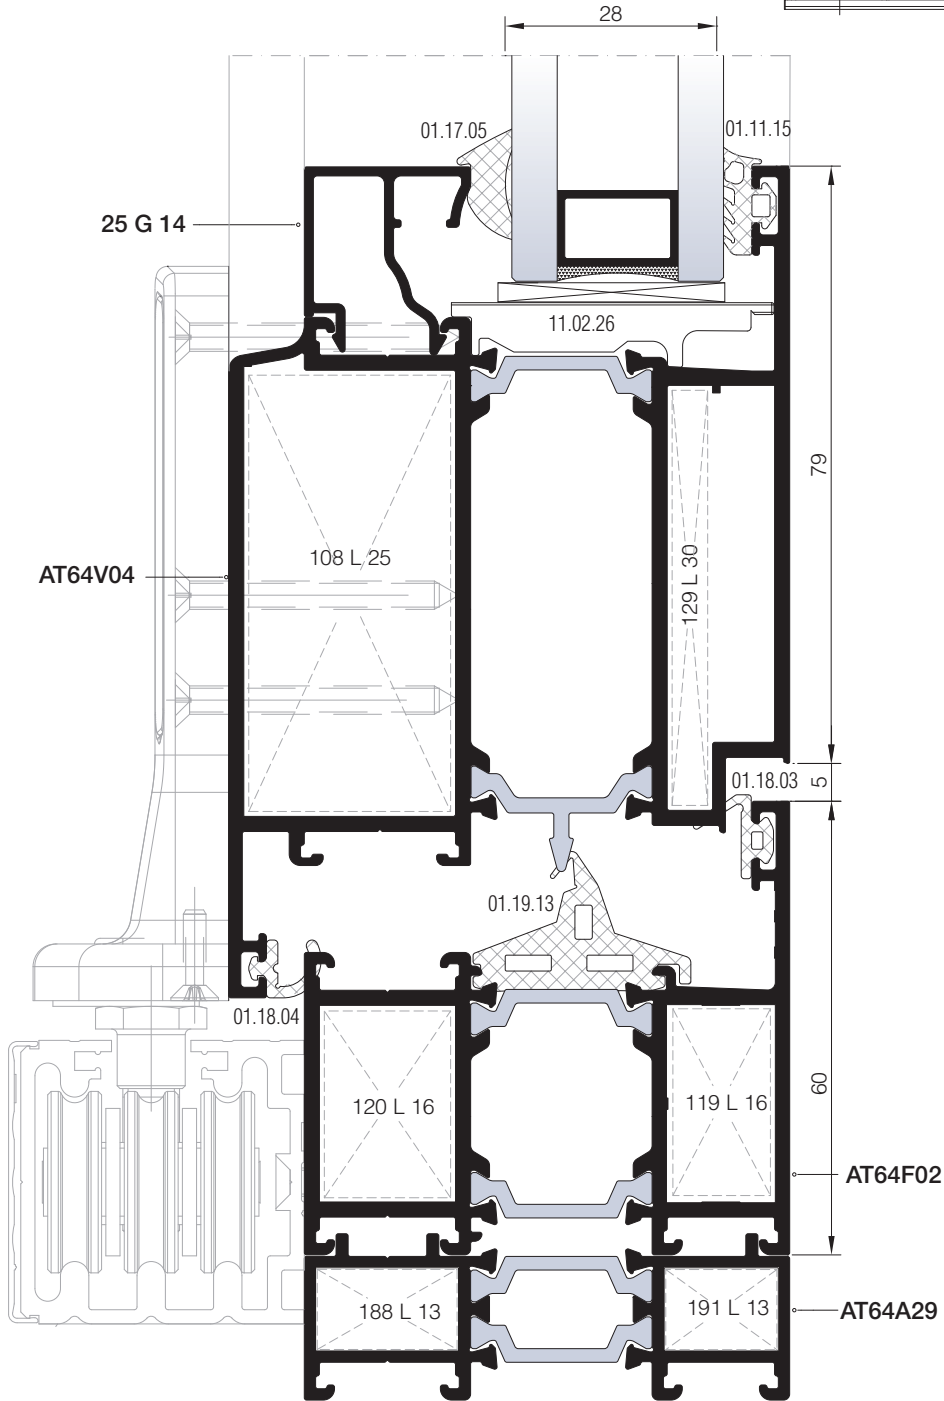 28
01.17.05
01.11.15
25 G 14
11.02.26
79
108 L 25
129 L 30
AT64V04
01.18.03
5
01.19.13
01.18.04
120 L 16
119 L 16
60
AT64F02
188 L 13
191 L 13
AT64A29